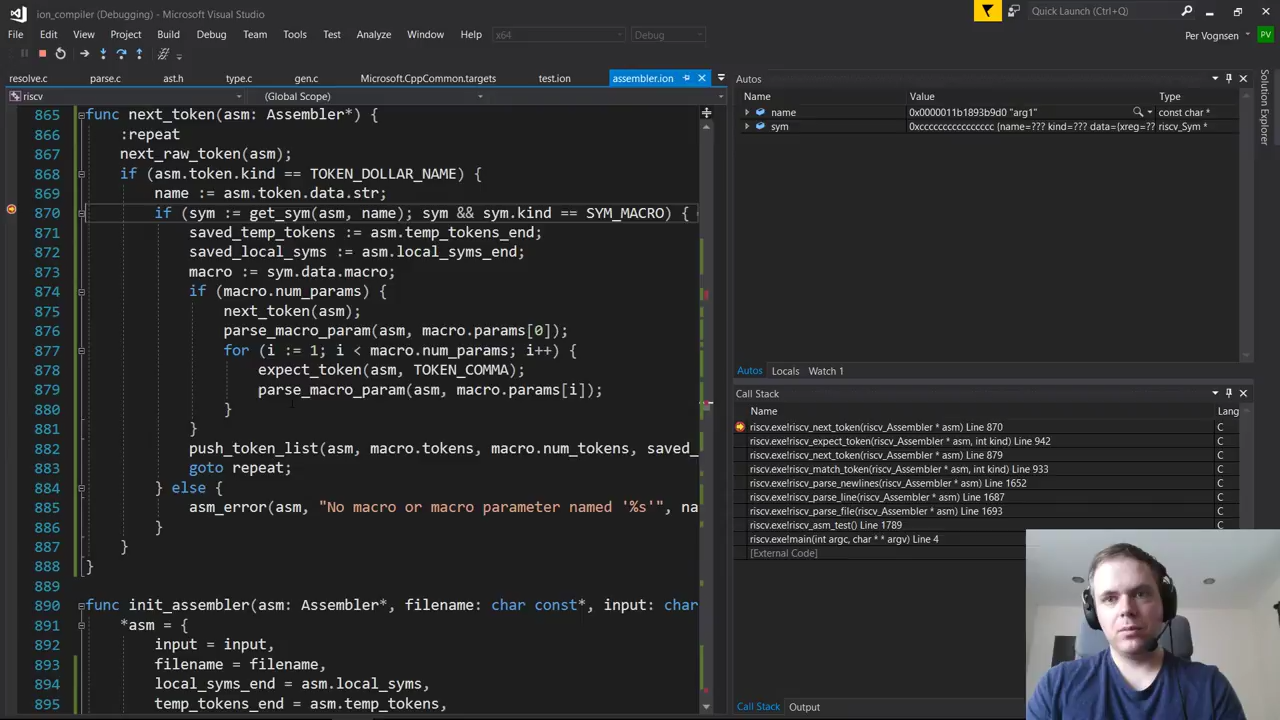 ion_compiler (Debugging) - Microsoft Visual Studio
Quick Launch (Ctrl+Q)
File Edit View Project Build Debug Team Tools Test Analyze Window Help x64 Debug
Per Vognsen PV
resolve.c parse.c ast.h type.c gen.c Microsoft.CppCommon.targets test.ion assembler.ion
riscv (Global Scope)
865 func next_token(asm: Assembler*) {
866 :repeat
867 next_raw_token(asm);
868 if (asm.token.kind == TOKEN_DOLLAR_NAME) {
869 name := asm.token.data.str;
870 if (sym := get_sym(asm, name); sym && sym.kind == SYM_MACRO) {
871 saved_temp_tokens := asm.temp_tokens_end;
872 saved_local_syms := asm.local_syms_end;
873 macro := sym.data.macro;
874 if (macro.num_params) {
875 next_token(asm);
876 parse_macro_param(asm, macro.params[0]);
877 for (i := 1; i < macro.num_params; i++) {
878 expect_token(asm, TOKEN_COMMA);
879 parse_macro_param(asm, macro.params[i]);
880 }
881 }
882 push_token_list(asm, macro.tokens, macro.num_tokens, saved_
883 goto repeat;
884 } else {
885 asm_error(asm, "No macro or macro parameter named '%s'", na
886 }
887 }
888 }
889
890 func init_assembler(asm: Assembler*, filename: char const*, input: char
891 *asm = {
892 input = input,
893 filename = filename,
894 local_syms_end = asm.local_syms,
895 temp_tokens_end = asm.temp_tokens,
Autos
Name Value Type
name 0x0000011b1893b9d0 "arg1" const char *
sym 0xcccccccccccccccc {name=??? kind=??? data={xreg=?? riscv_Sym *
Autos Locals Watch 1
Call Stack
Name Lang
riscv.exe!riscv_next_token(riscv_Assembler * asm) Line 870 C
riscv.exe!riscv_expect_token(riscv_Assembler * asm, int kind) Line 942 C
riscv.exe!riscv_next_token(riscv_Assembler * asm) Line 879 C
riscv.exe!riscv_match_token(riscv_Assembler * asm, int kind) Line 933 C
riscv.exe!riscv_parse_newlines(riscv_Assembler * asm) Line 1652 C
riscv.exe!riscv_parse_line(riscv_Assembler * asm) Line 1687 C
riscv.exe!riscv_parse_file(riscv_Assembler * asm) Line 1693 C
riscv.exe!riscv_asm_test() Line 1789 C
riscv.exe!main(int argc, char * * argv) Line 4 C
[External Code]
Call Stack Output
Solution Explorer